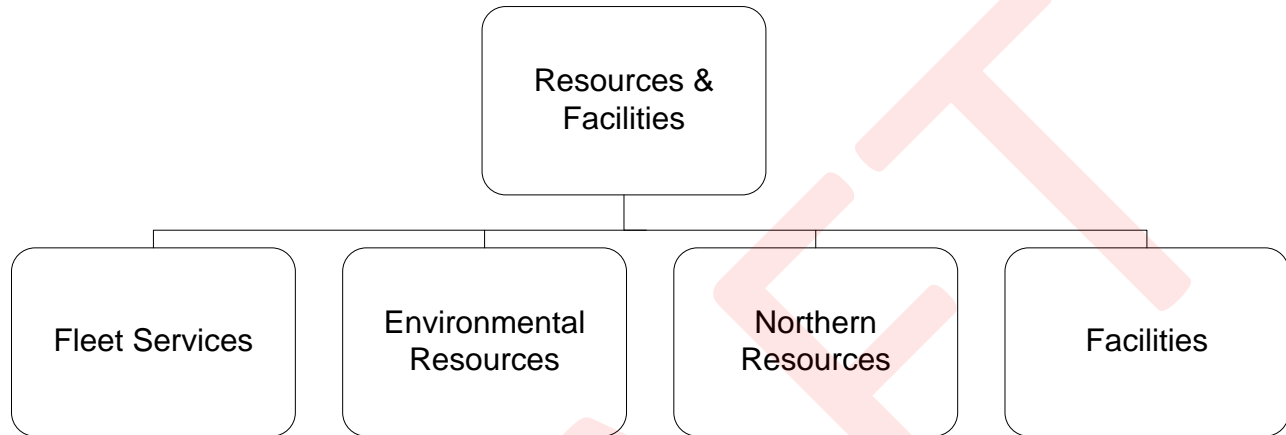 Resources &
Facilities
Fleet Services
Environmental
Resources
Northern
Resources
Facilities